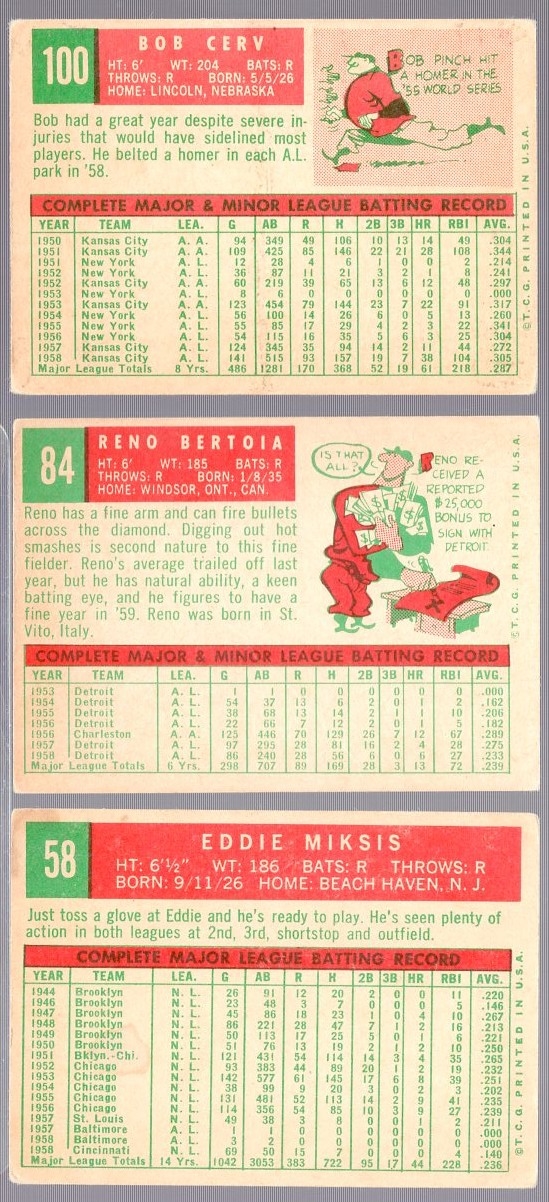 100
BOB CERV
HT: 6' WT: 204 BATS: R
THROWS: R BORN: 5/5/26
HOME: LINCOLN, NEBRASKA
Bob had a great year despite severe in-
juries that would have sidelined most
players. He belted a homer in each A.L.
park in '58.
BOB PINCH HIT
A HOMER IN THE
'55 WORLD SERIES
COMPLETE MAJOR & MINOR LEAGUE BATTING RECORD
YEAR TEAM LEA. G AB R H 2B 3B HR RBI AVG.
1950 Kansas City A. A. 94 349 49 106 10 13 14 49 .304
1951 Kansas City A. A. 109 425 85 146 22 21 28 108 .344
1951 New York A. L. 12 28 4 6 1 0 0 2 .214
1952 New York A. L. 36 87 11 21 3 2 1 8 .241
1952 Kansas City A. A. 60 219 39 65 13 6 12 48 .297
1953 New York A. L. 8 6 0 0 0 0 0 0 .000
1953 Kansas City A. A. 123 454 79 144 23 7 22 91 .317
1954 New York A. L. 56 100 14 26 6 0 5 13 .260
1955 New York A. L. 55 85 17 29 4 2 3 22 .341
1956 New York A. L. 54 115 16 35 5 6 3 25 .304
1957 Kansas City A. L. 124 345 35 94 14 2 11 44 .272
1958 Kansas City A. L. 141 515 93 157 19 7 38 104 .305
Major League Totals 8 Yrs. 486 1281 170 368 52 19 61 218 .287
©T.C.G. PRINTED IN U.S.A.
84
RENO BERTOIA
HT: 6' WT: 185 BATS: R
THROWS: R BORN: 1/8/35
HOME: WINDSOR, ONT., CAN.
Reno has a fine arm and can fire bullets
across the diamond. Digging out hot
smashes is second nature to this fine
fielder. Reno's average trailed off last
year, but he has natural ability, a keen
batting eye, and he figures to have a
fine year in '59. Reno was born in St.
Vito, Italy.
IS THAT
ALL?
RENO RE-
CEIVED A
REPORTED
$25,000
BONUS TO
SIGN WITH
DETROIT
COMPLETE MAJOR & MINOR LEAGUE BATTING RECORD
YEAR TEAM LEA. G AB R H 2B 3B HR RBI AVG.
1953 Detroit A. L. 1 1 0 0 0 0 0 0 .000
1954 Detroit A. L. 54 37 13 6 2 0 1 2 .162
1955 Detroit A. L. 38 68 13 14 2 1 1 10 .206
1956 Detroit A. L. 22 66 7 12 2 0 1 5 .182
1956 Charleston A. A. 125 446 70 129 26 7 12 67 .289
1957 Detroit A. L. 97 295 28 81 16 2 4 28 .275
1958 Detroit A. L. 86 240 28 56 6 0 6 27 .233
Major League Totals 6 Yrs. 298 707 89 169 28 3 13 72 .239
©T.C.G. PRINTED IN U.S.A.
58
EDDIE MIKSIS
HT: 6'½" WT: 186 BATS: R THROWS: R
BORN: 9/11/26 HOME: BEACH HAVEN, N. J.
Just toss a glove at Eddie and he's ready to play. He's seen plenty of
action in both leagues at 2nd, 3rd, shortstop and outfield.
COMPLETE MAJOR LEAGUE BATTING RECORD
YEAR TEAM LEA. G AB R H 2B 3B HR RBI AVG.
1944 Brooklyn N. L. 26 91 12 20 2 0 0 11 .220
1946 Brooklyn N. L. 23 48 3 7 0 0 0 5 .146
1947 Brooklyn N. L. 45 86 18 23 1 0 4 10 .267
1948 Brooklyn N. L. 86 221 28 47 7 1 2 16 .213
1949 Brooklyn N. L. 50 113 17 25 5 0 1 6 .221
1950 Brooklyn N. L. 51 76 13 19 2 1 2 10 .250
1951 Bklyn.-Chi. N. L. 121 431 54 114 14 3 4 35 .265
1952 Chicago N. L. 93 383 44 89 20 1 2 19 .232
1953 Chicago N. L. 142 577 61 145 17 6 8 39 .251
1954 Chicago N. L. 38 99 9 20 3 0 2 3 .202
1955 Chicago N. L. 131 481 52 113 14 2 9 41 .235
1956 Chicago N. L. 114 356 54 85 10 3 9 27 .239
1957 St. Louis N. L. 49 38 3 8 0 0 1 2 .211
1957 Baltimore A. L. 1 1 0 0 0 0 0 0 .000
1958 Baltimore A. L. 3 2 0 0 0 0 0 0 .000
1958 Cincinnati N. L. 69 50 15 7 0 0 0 4 .140
Major League Totals 14 Yrs. 1042 3053 383 722 95 17 44 228 .236
©T.C.G. PRINTED IN U.S.A.